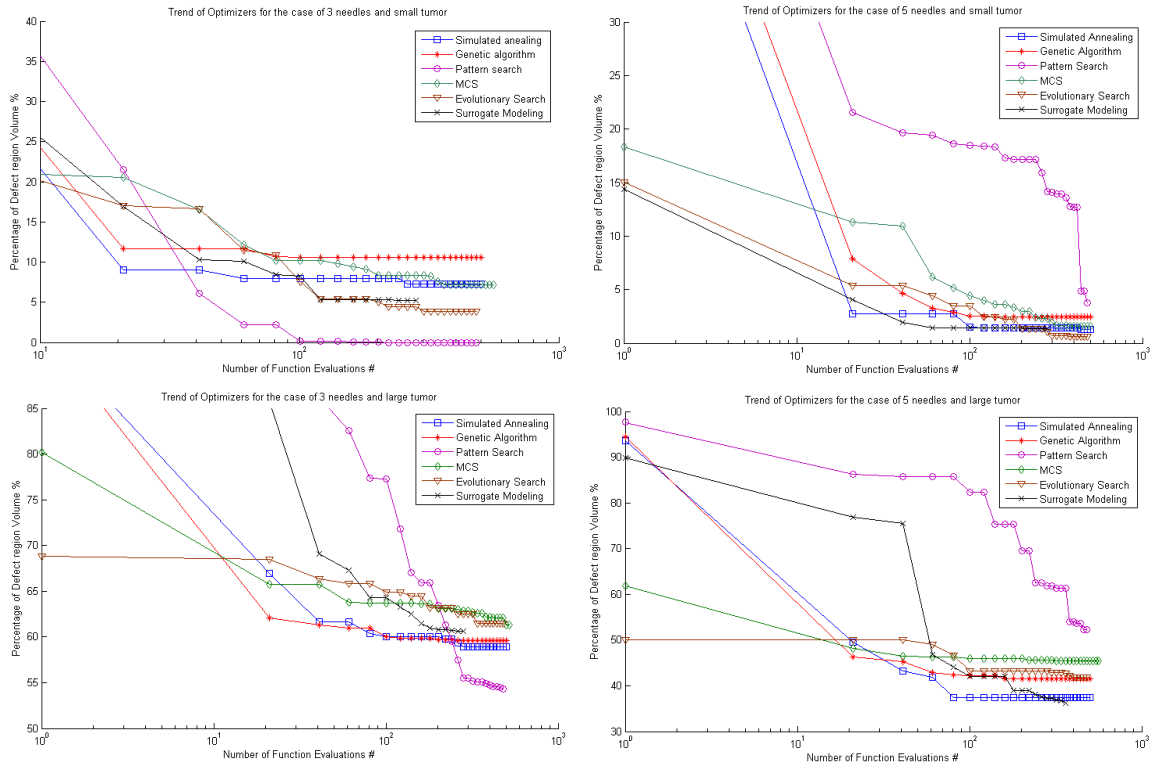 Trend of Optimizers for the case of 3 needles and small tumor
Percentage of Defect region Volume %
40
35
30
25
20
15
10
5
0
10^1
10^2
10^3
Number of Function Evaluations #
Simulated anealing
Genetic algorithm
Pattern search
MCS
Evolutionary Search
Surrogate Modeling
Trend of Optimizers for the case of 5 needles and small tumor
Percentage of Defect region Volume %
30
25
20
15
10
5
0
10^0
10^1
10^2
10^3
Number of Function Evaluations #
Simulated Annealing
Genetic Algorithm
Pattern Search
MCS
Evolutionary Search
Surrogate Modeling
Trend of Optimizers for the case of 3 needles and large tumor
Percentage of Defect region Volume %
85
80
75
70
65
60
55
50
10^0
10^1
10^2
10^3
Number of Function Evaluations #
Simulated Annealing
Genetic Algorithm
Pattern Search
MCS
Evolutionary Search
Surrogate Modeling
Trend of Optimizers for the case of 5 needles and large tumor
Percentage of Defect region Volume %
100
90
80
70
60
50
40
30
10^0
10^1
10^2
10^3
Number of Function Evaluations #
Simulated Annealing
Genetic Algorithm
Pattern Search
MCS
Evolutionary Search
Surrogate Modeling